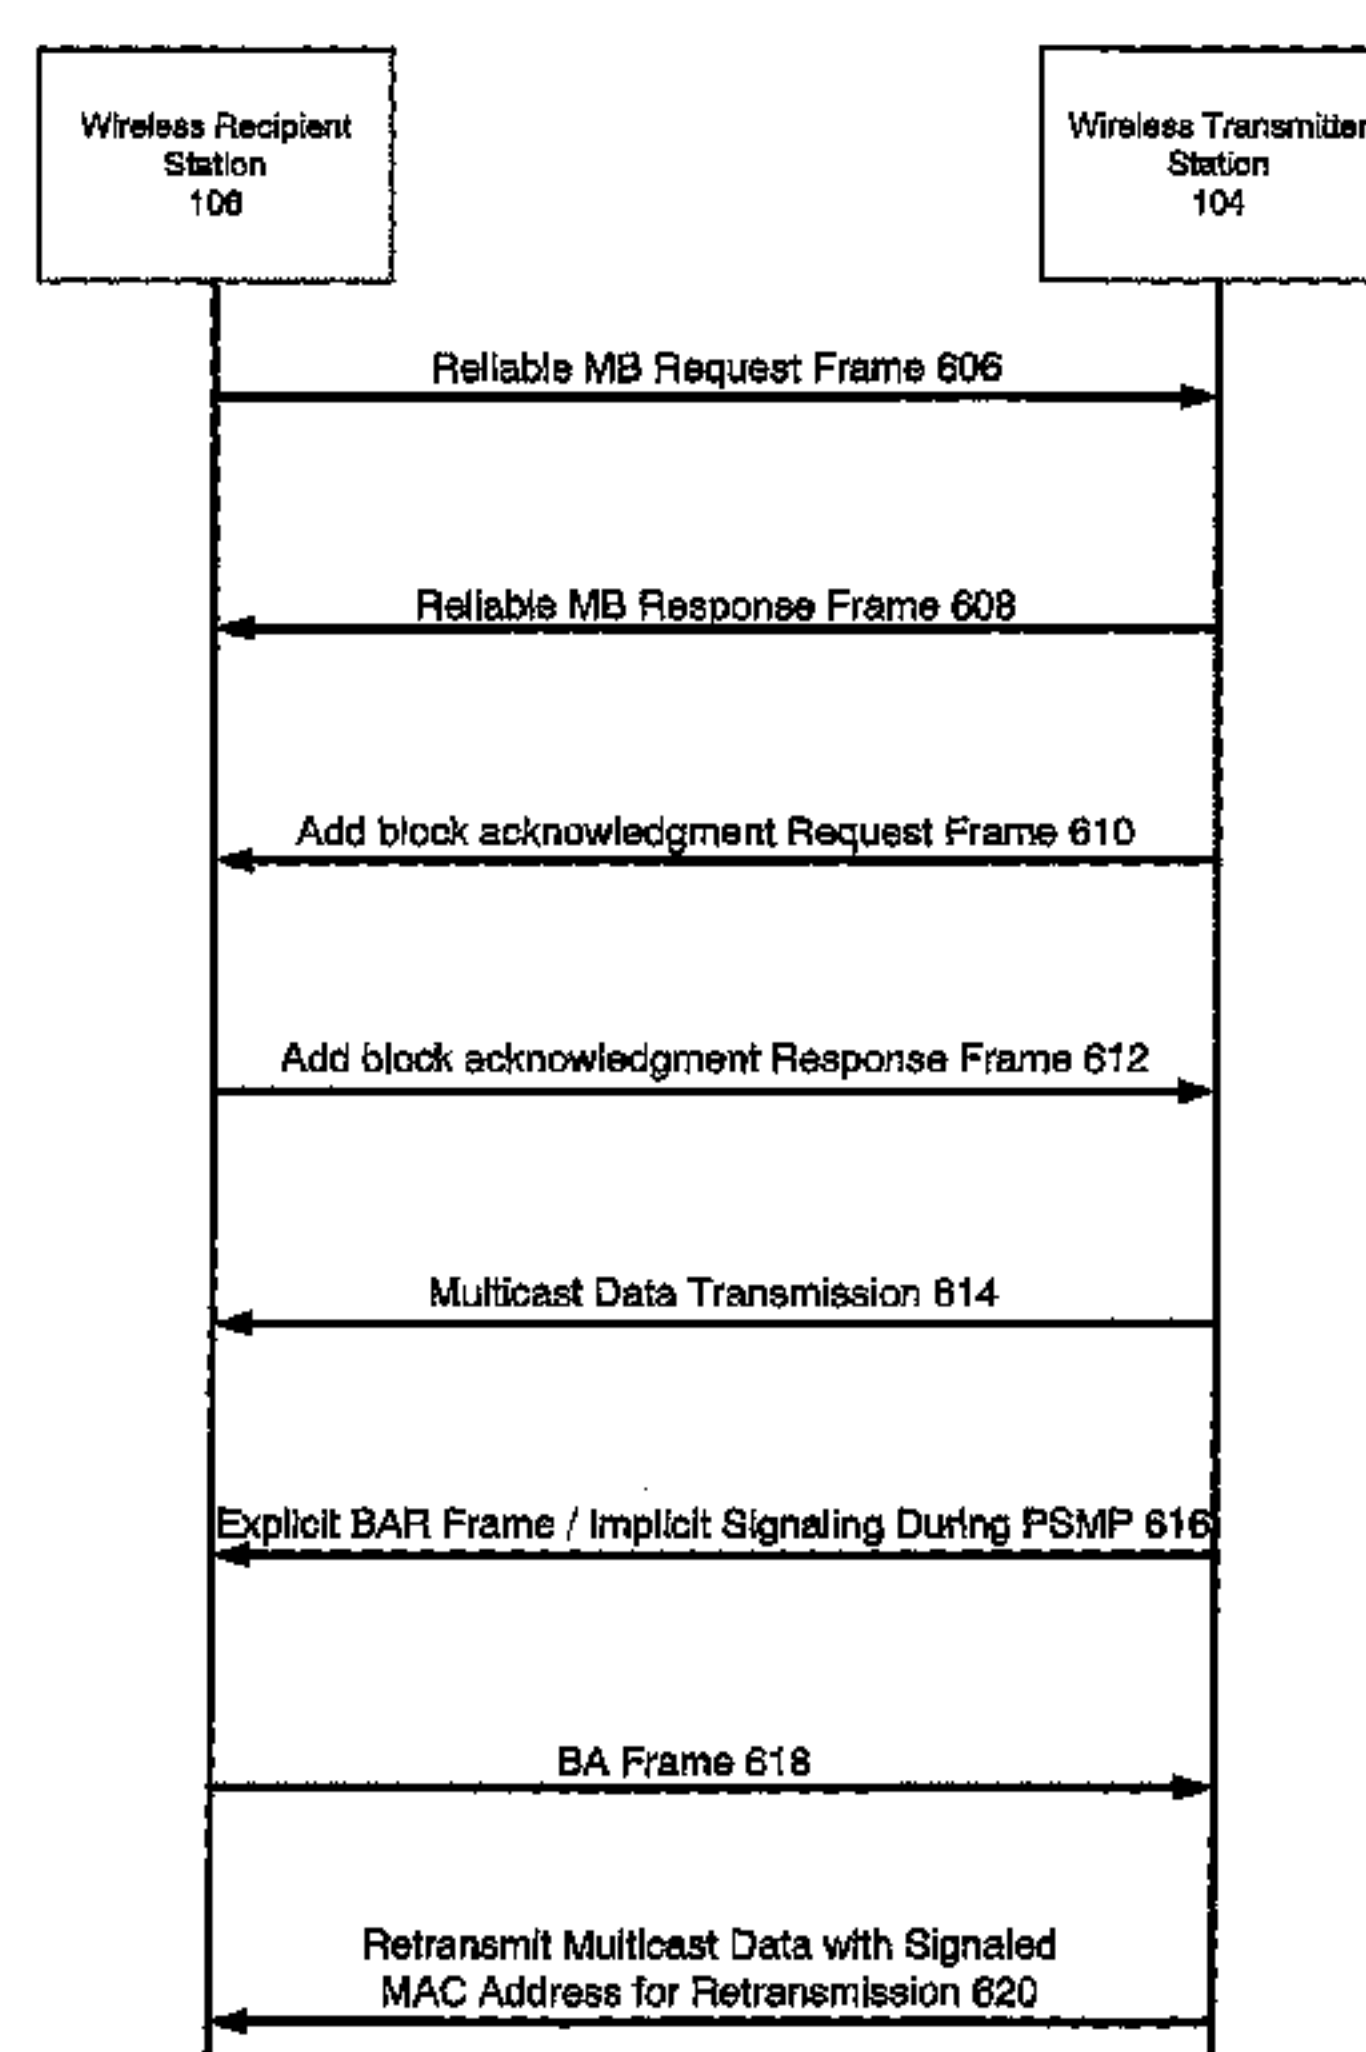 Wireless Recipient
Station
106
Wireless Transmitter
Station
104
Reliable MB Request Frame 606
Reliable MB Response Frame 608
Add block acknowledgment Request Frame 610
Add block acknowledgment Response Frame 612
Multicast Data Transmission 614
Explicit BAR Frame / Implicit Signaling During PSMP 616
BA Frame 618
Retransmit Multicast Data with Signaled
MAC Address for Retransmission 620